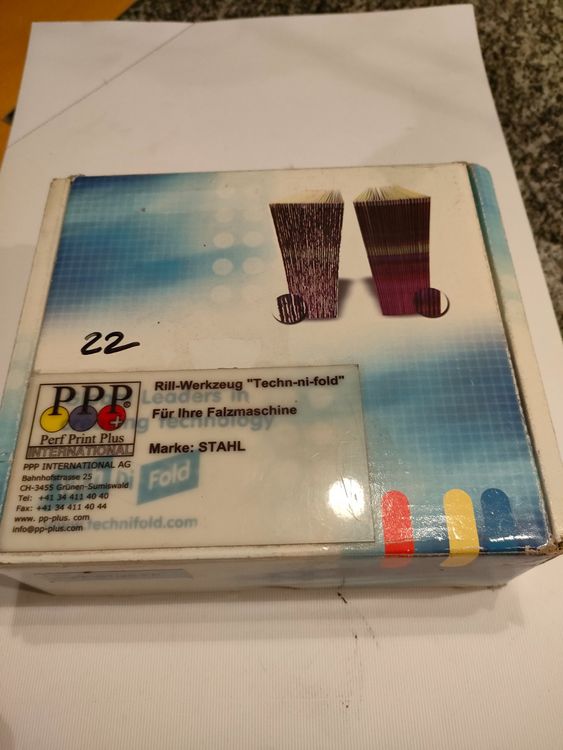 22
PPP
®
+
Perf Print Plus
INTERNATIONAL
PPP INTERNATIONAL AG
Bahnhofstrasse 25
CH-3455 Grünen-Sumiswald
Tel: +41 34 411 40 40
Fax: +41 34 411 40 44
www. pp-plus. com
info@pp-plus.com
Rill-Werkzeug "Techn-ni-fold"
Für Ihre Falzmaschine
Marke: STAHL
Leaders in
Technology
Fold
technifold.com